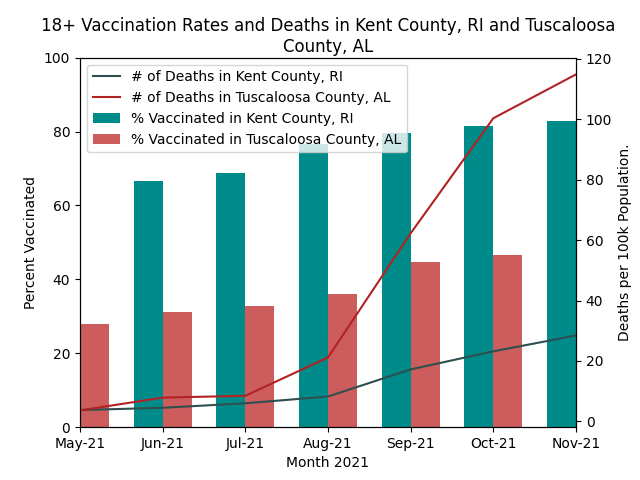 18+ Vaccination Rates and Deaths in Kent County, RI and Tuscaloosa
County, AL
# of Deaths in Kent County, RI
# of Deaths in Tuscaloosa County, AL
% Vaccinated in Kent County, RI
% Vaccinated in Tuscaloosa County, AL
Percent Vaccinated
100
80
60
40
20
0
120
100
80
60
40
20
0
Deaths per 100k Population.
May-21 Jun-21 Jul-21 Aug-21 Sep-21 Oct-21 Nov-21
Month 2021